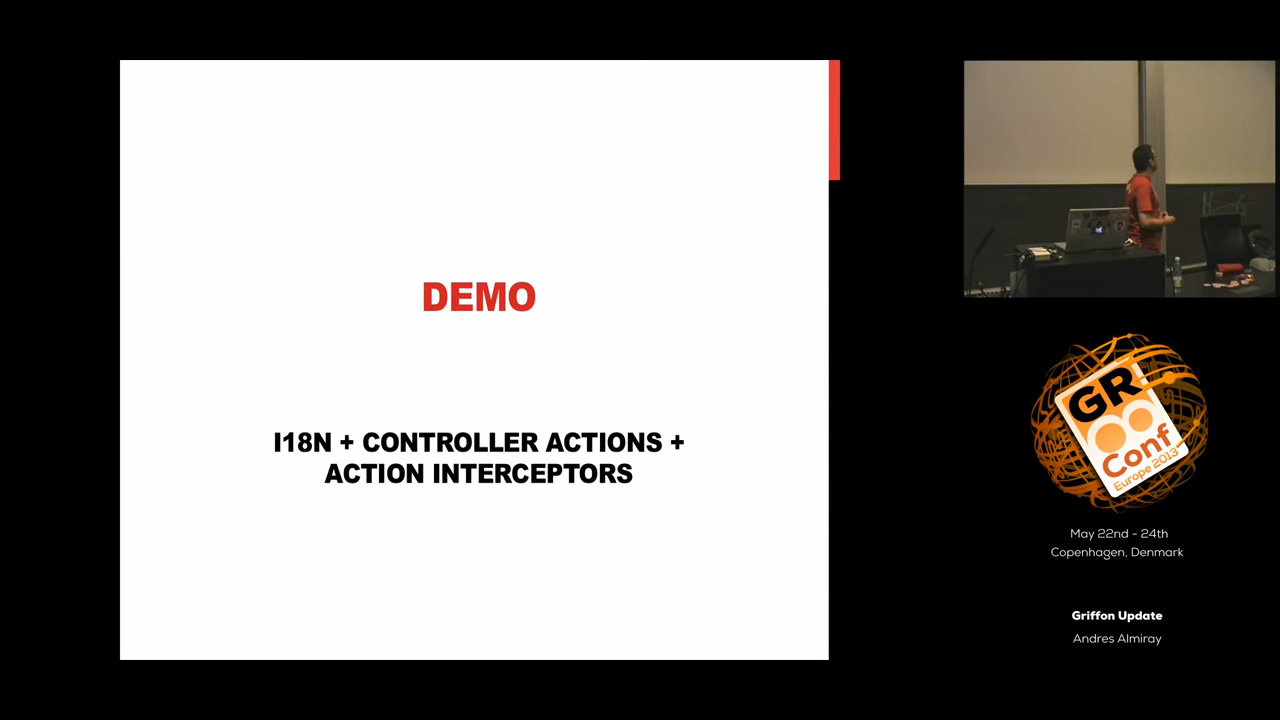 DEMO
I18N + CONTROLLER ACTIONS +
ACTION INTERCEPTORS
GR
Conf
Europe 2013
May 22nd - 24th
Copenhagen, Denmark
Griffon Update
Andres Almiray